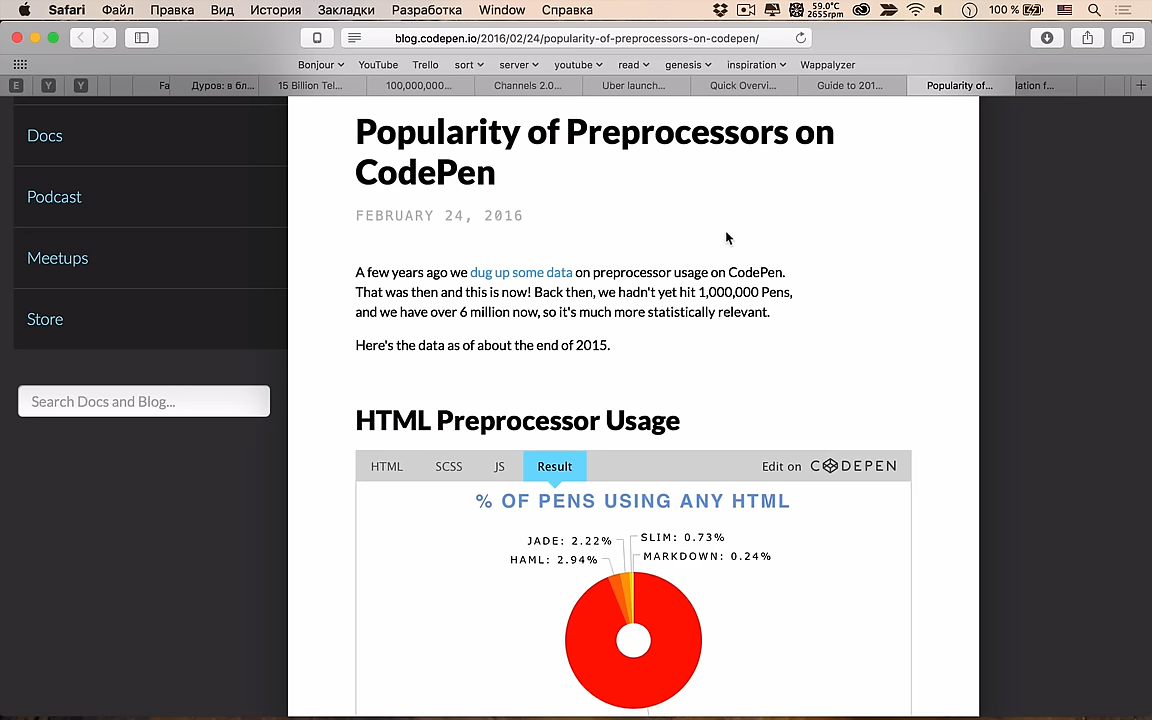 Safari Файл Правка Вид История Закладки Разработка Window Справка 59.0°C 2655rpm 100 %
blog.codepen.io/2016/02/24/popularity-of-preprocessors-on-codepen/
Bonjour YouTube Trello sort server youtube read genesis inspiration Wappalyzer
E Y Y Fa Дуров: в бл... 15 Billion Tel... 100,000,000... Channels 2.0... Uber launch... Quick Overvi... Guide to 201... Popularity of... lation f...
Docs
Podcast
Meetups
Store
Search Docs and Blog...
Popularity of Preprocessors on
CodePen
FEBRUARY 24, 2016
A few years ago we dug up some data on preprocessor usage on CodePen.
That was then and this is now! Back then, we hadn't yet hit 1,000,000 Pens,
and we have over 6 million now, so it's much more statistically relevant.
Here's the data as of about the end of 2015.
HTML Preprocessor Usage
HTML SCSS JS Result Edit on CODEPEN
% OF PENS USING ANY HTML
JADE: 2.22% SLIM: 0.73%
HAML: 2.94% MARKDOWN: 0.24%